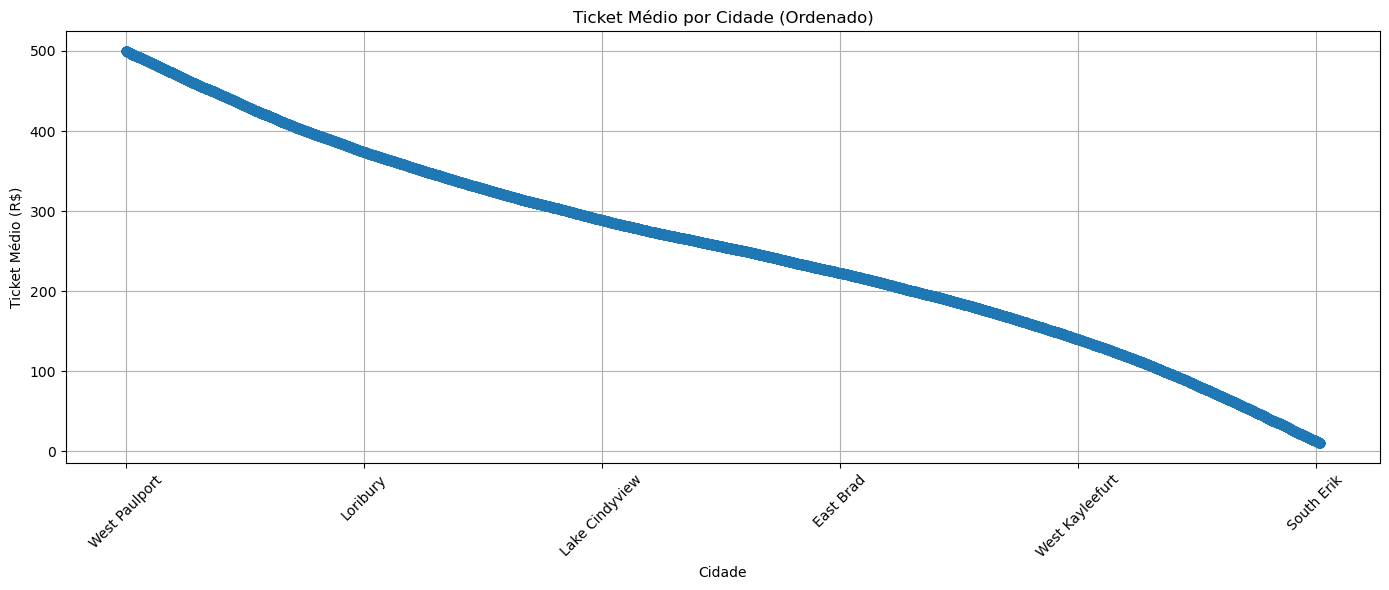 Ticket Médio por Cidade (Ordenado)
Ticket Médio (R$)
500
400
300
200
100
0
West Paulport
Loribury
Lake Cindyview
East Brad
West Kayleefurt
South Erik
Cidade